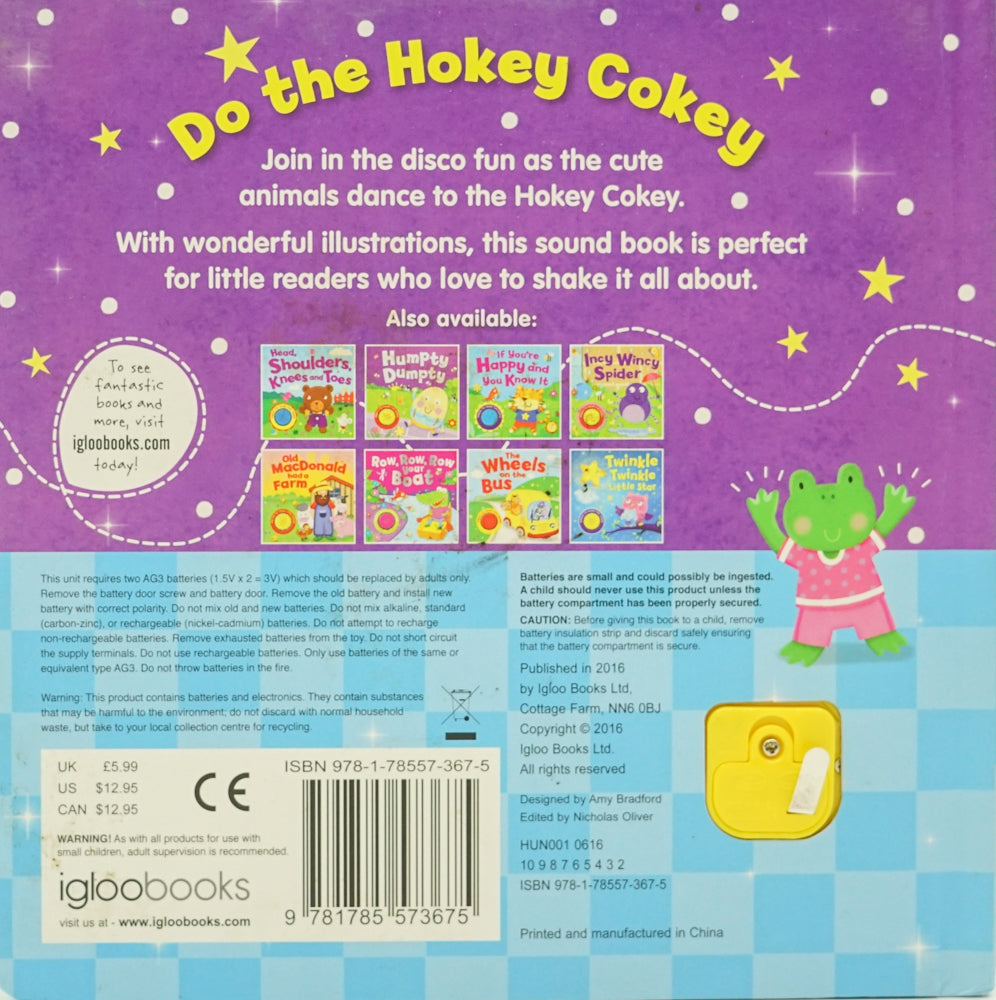 Do the Hokey Cokey
Join in the disco fun as the cute
animals dance to the Hokey Cokey.
With wonderful illustrations, this sound book is perfect
for little readers who love to shake it all about.
Also available:
To see
fantastic
books and
more, visit
igloobooks.com
today!
Head,
Shoulders,
Knees and Toes
Humpty
Dumpty
If You're
Happy and
You Know It
Incy Wincy
Spider
Old
MacDonald
had a
Farm
Row, Row, Row
your
Boat
The
Wheels
on the
Bus
Twinkle
Twinkle
Little Star
This unit requires two AG3 batteries (1.5V x 2 = 3V) which should be replaced by adults only.
Remove the battery door screw and battery door. Remove the old battery and install new
battery with correct polarity. Do not mix old and new batteries. Do not mix alkaline, standard
(carbon-zinc), or rechargeable (nickel-cadmium) batteries. Do not attempt to recharge
non-rechargeable batteries. Remove exhausted batteries from the toy. Do not short circuit
the supply terminals. Do not use rechargeable batteries. Only use batteries of the same or
equivalent type AG3. Do not throw batteries in the fire.
Warning: This product contains batteries and electronics. They contain substances
that may be harmful to the environment; do not discard with normal household
waste, but take to your local collection centre for recycling.
UK £5.99
US $12.95
CAN $12.95
CE
WARNING! As with all products for use with
small children, adult supervision is recommended.
igloobooks
visit us at - www.igloobooks.com
ISBN 978-1-78557-367-5
9 781785 573675
Batteries are small and could possibly be ingested.
A child should never use this product unless the
battery compartment has been properly secured.
CAUTION: Before giving this book to a child, remove
battery insulation strip and discard safely ensuring
that the battery compartment is secure.
Published in 2016
by Igloo Books Ltd,
Cottage Farm, NN6 0BJ
Copyright © 2016
Igloo Books Ltd.
All rights reserved
Designed by Amy Bradford
Edited by Nicholas Oliver
HUN001 0616
10 9 8 7 6 5 4 3 2
ISBN 978-1-78557-367-5
Printed and manufactured in China